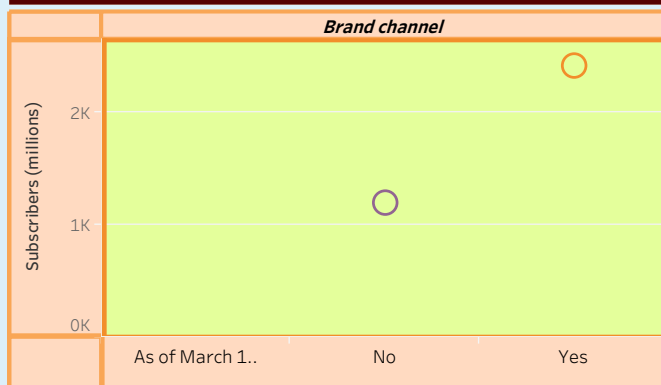 Brand channel
Subscribers (millions)
2K
1K
0K
As of March 1..
No
Yes